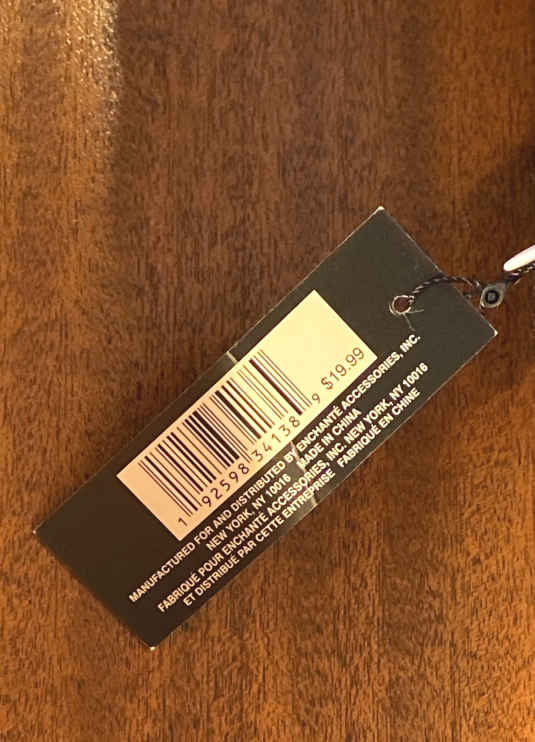 $19.99
1 92598 34138 9
MANUFACTURED FOR AND DISTRIBUTED BY ENCHANTÉ ACCESSORIES, INC.
NEW YORK, NY 10016 MADE IN CHINA
FABRIQUÉ POUR ENCHANTÉ ACCESSORIES, INC. NEW YORK, NY 10016
ET DISTRIBUÉ PAR CETTE ENTREPRISE FABRIQUÉ EN CHINE